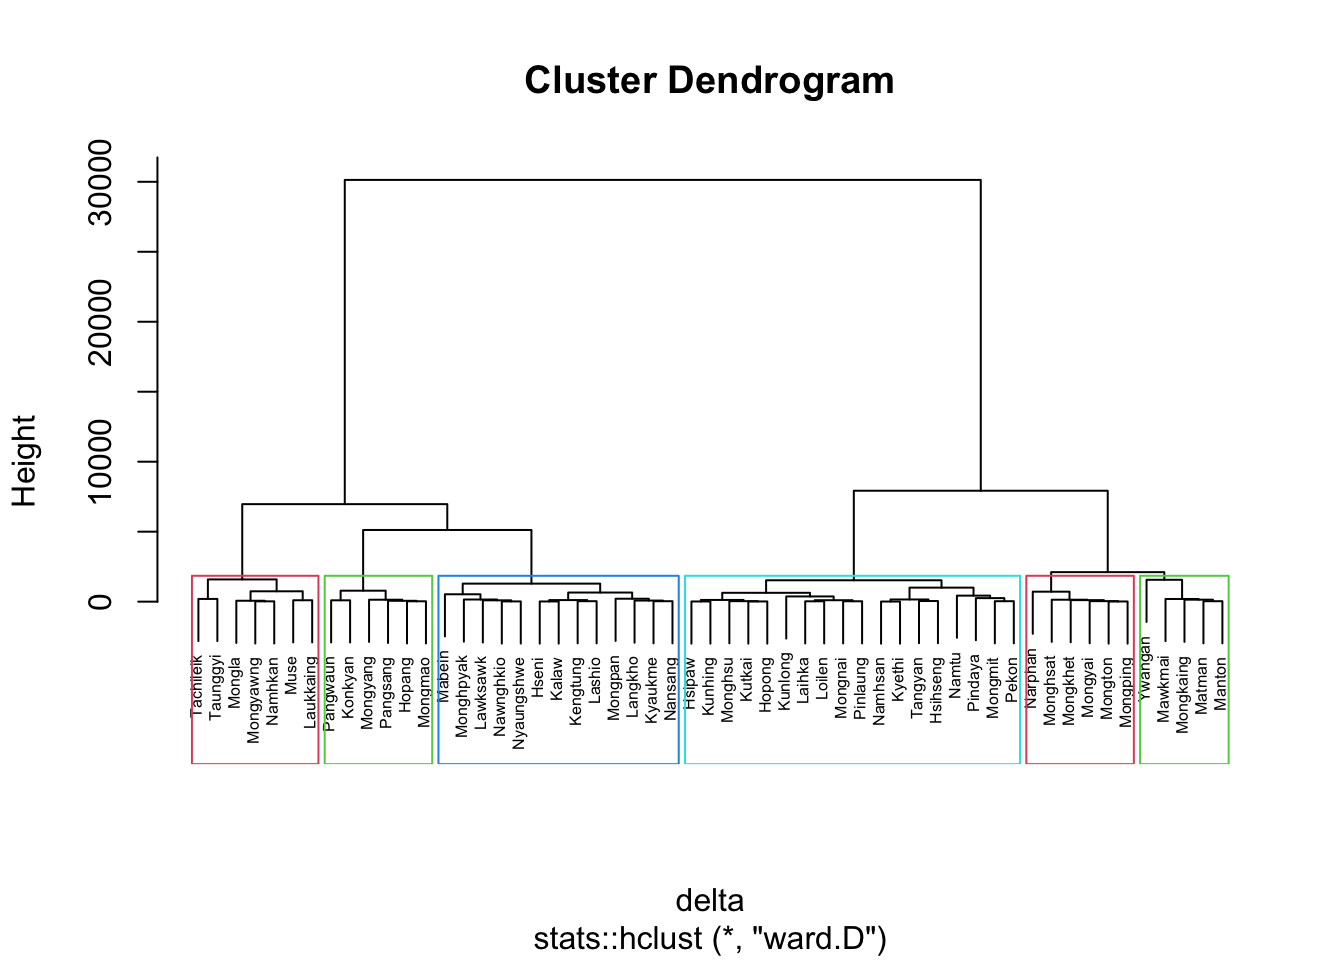 Cluster Dendrogram
Height
0
10000
20000
30000
Tachileik
Taunggyi
Mongla
Mongyawng
Namhkan
Muse
Laukkaing
Pangwaun
Konkyan
Mongyang
Pangsang
Hopang
Mongmao
Mabein
Monghpyak
Lawksawk
Nawnghkio
Nyaungshwe
Hseni
Kalaw
Kengtung
Lashio
Mongpan
Langkho
Kyaukme
Nansang
Hsipaw
Kunhing
Monghsu
Kutkai
Hopong
Kunlong
Laihka
Loilen
Mongnai
Pinlaung
Namhsan
Kyethi
Tangyan
Hsihseng
Namtu
Pindaya
Mongmit
Pekon
Narphan
Monghsat
Mongkhet
Mongyai
Mongton
Mongping
Ywangan
Mawkmai
Mongkaing
Matman
Manton
delta
stats::hclust (*, "ward.D")